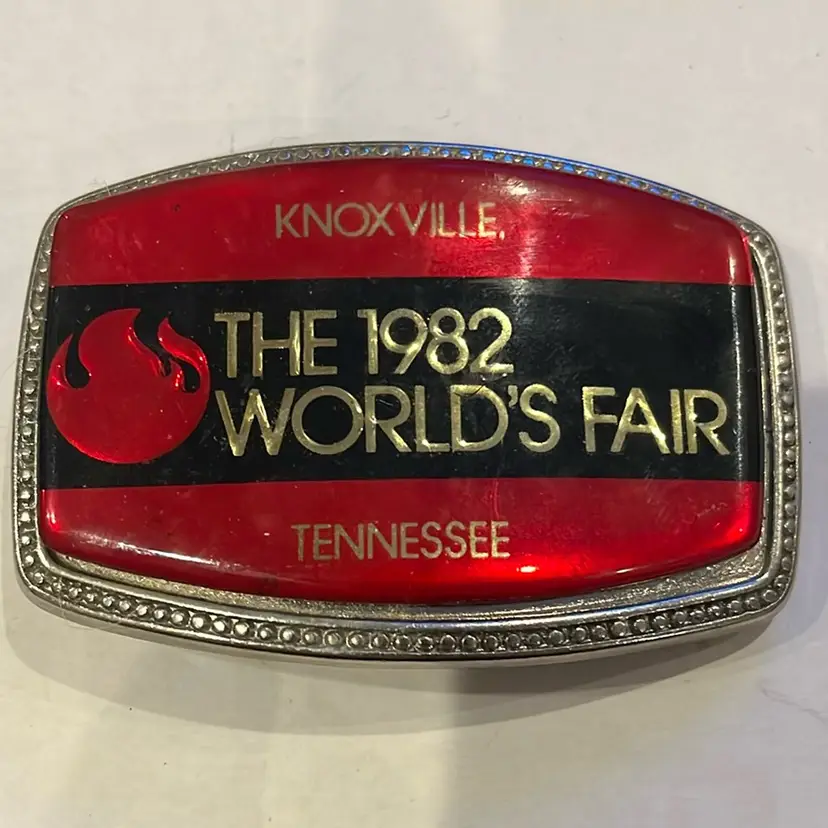 KNOXVILLE,
THE 1982
WORLD'S FAIR
TENNESSEE